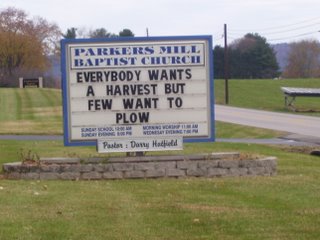 PARKERS MILL
BAPTIST CHURCH
EVERYBODY WANTS
A HARVEST BUT
FEW WANT TO
PLOW
SUNDAY SCHOOL 10:00 AM MORNING WORSHIP 11:00 AM
SUNDAY EVENING 6:00 PM WEDNESDAY EVENING 7:00 PM
Pastor : Darry Hatfield